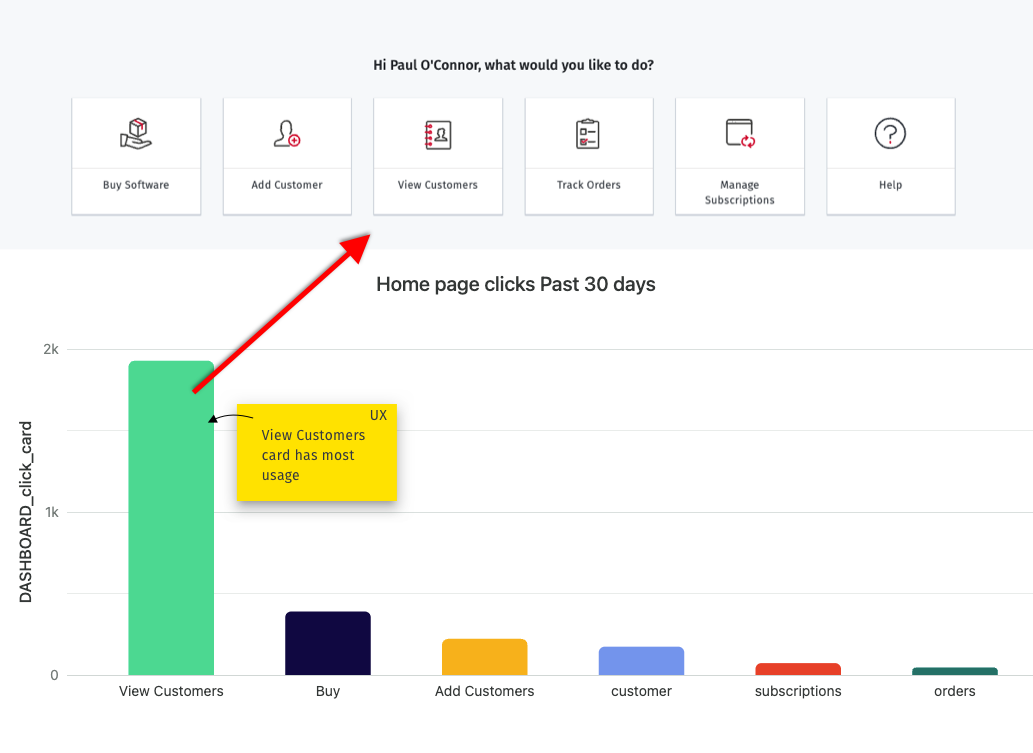 Hi Paul O'Connor, what would you like to do?
Buy Software
Add Customer
View Customers
Track Orders
Manage
Subscriptions
Help
Home page clicks Past 30 days
DASHBOARD_click_card
2k
1k
0
UX
View Customers
card has most
usage
View Customers
Buy
Add Customers
customer
subscriptions
orders